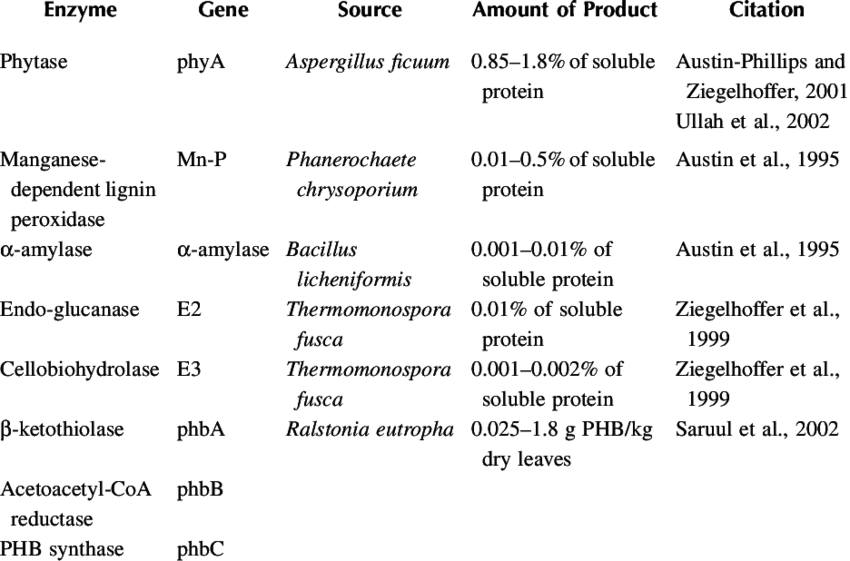 Enzyme Gene Source Amount of Product Citation
Phytase phyA Aspergillus ficuum 0.85–1.8% of soluble Austin-Phillips and
protein Ziegelhoffer, 2001
Ullah et al., 2002
Manganese- Mn-P Phanerochaete 0.01–0.5% of soluble Austin et al., 1995
dependent lignin chrysoporium protein
peroxidase
α-amylase α-amylase Bacillus 0.001–0.01% of Austin et al., 1995
licheniformis soluble protein
Endo-glucanase E2 Thermomonospora 0.01% of soluble Ziegelhoffer et al.,
fusca protein 1999
Cellobiohydrolase E3 Thermomonospora 0.001–0.002% of Ziegelhoffer et al.,
fusca soluble protein 1999
β-ketothiolase phbA Ralstonia eutropha 0.025–1.8 g PHB/kg Saruul et al., 2002
dry leaves
Acetoacetyl-CoA phbB
reductase
PHB synthase phbC